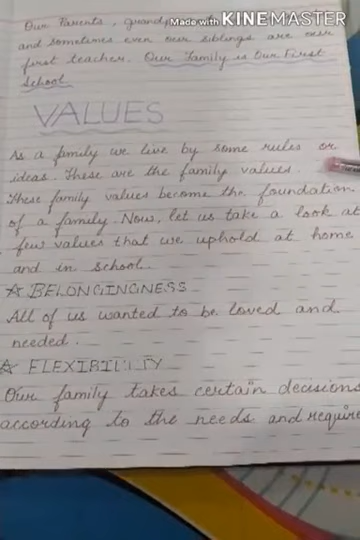 Made with KINEMASTER
Our Parents, grandp
and sometimes even our siblings are our
first teacher. Our Family is Our First
School
VALUES
As a family we live by some rules or
ideas. These are the family values.
These family values become the foundation
of a family. Now, let us take a look at
few values that we uphold at home
and in school.
☆ BELONGINGNESS
All of us wanted to be loved and
needed.
☆ FLEXIBILITY
Our family takes certain decisions
according to the needs and require